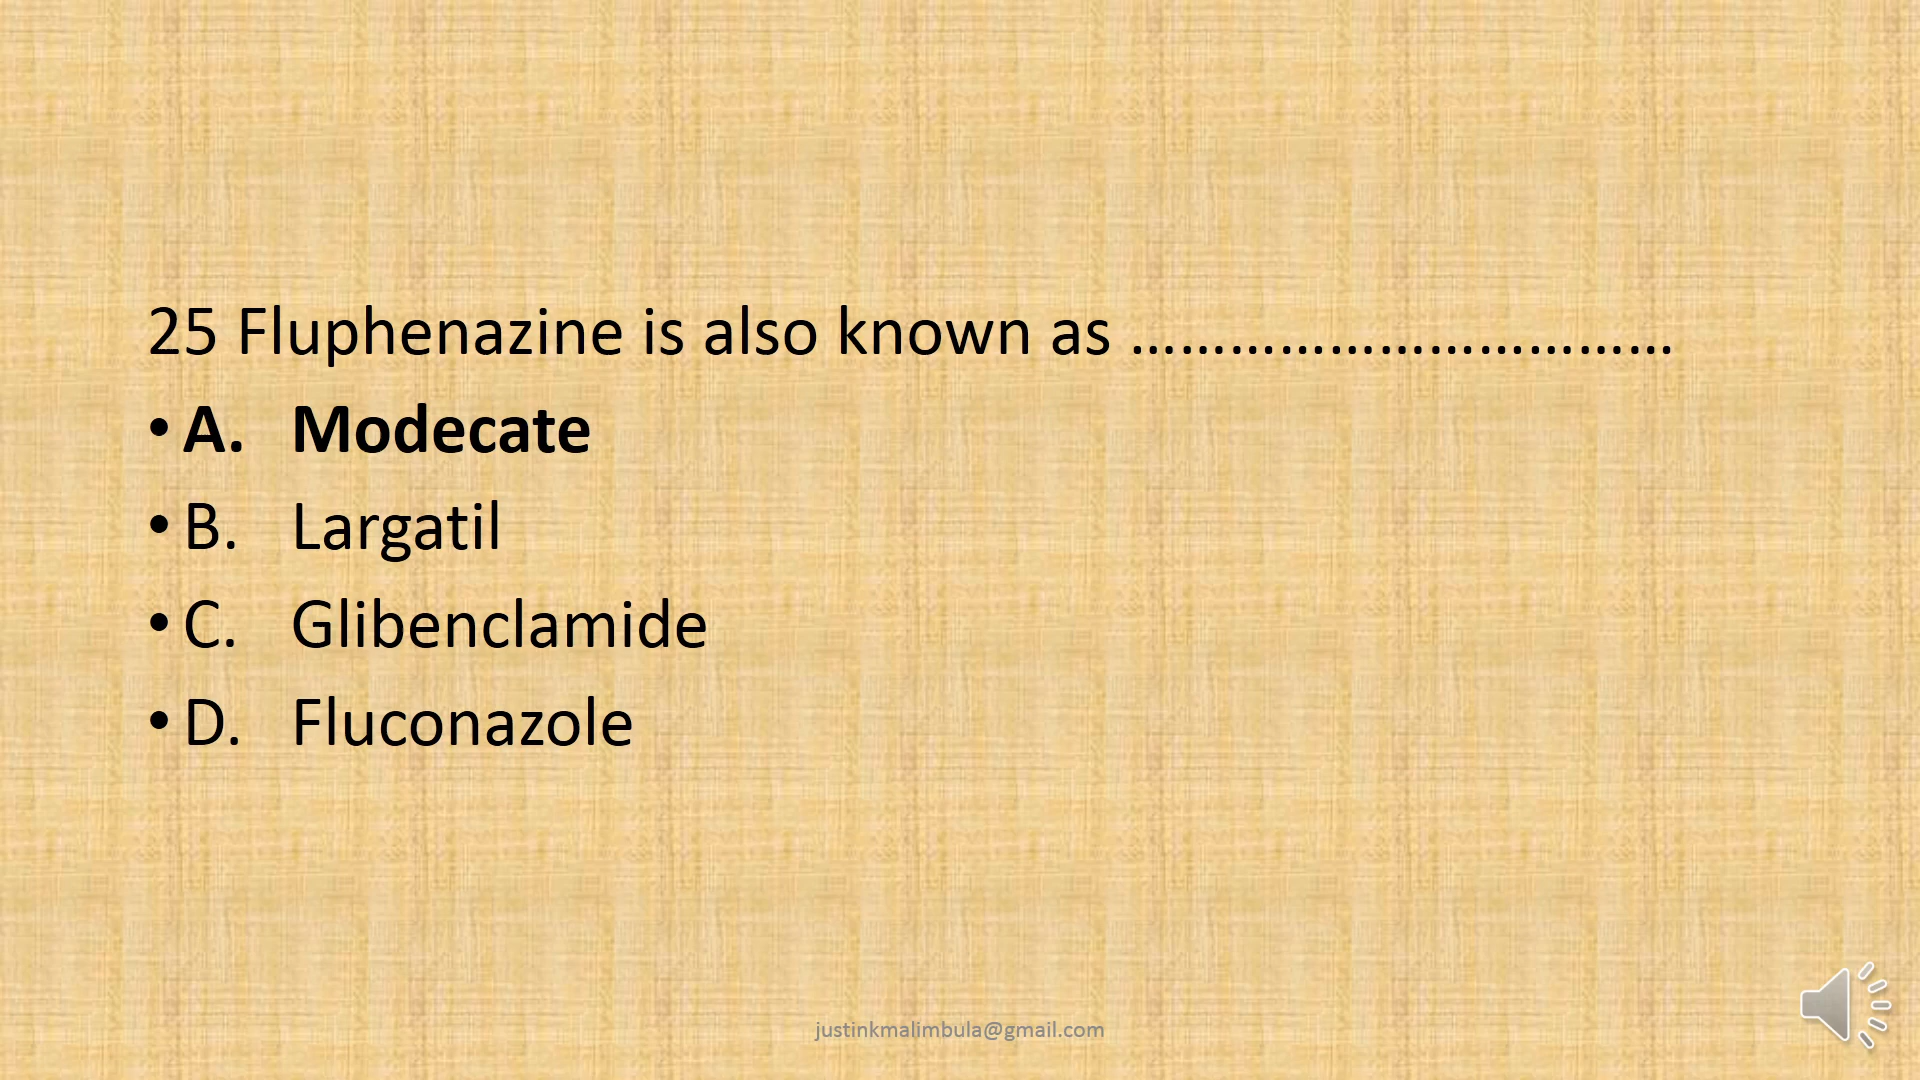 25 Fluphenazine is also known as ……………………………
• A. Modecate
• B. Largatil
• C. Glibenclamide
• D. Fluconazole
justinkmalimbula@gmail.com